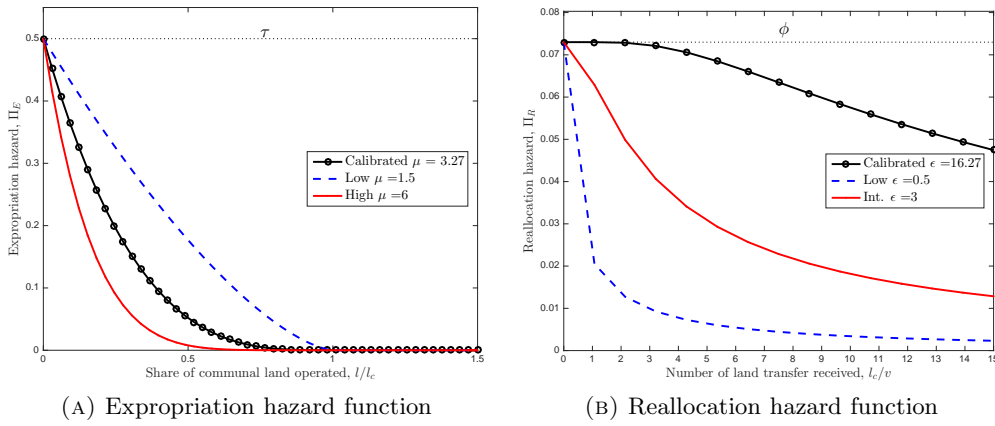 τ
0.5
0.4
0.3
0.2
0.1
0
0
0.5
1
1.5
Expropriation hazard, Π_E
Share of communal land operated, l/l_c
Calibrated μ = 3.27
Low μ =1.5
High μ =6
(A) Expropriation hazard function
ϕ
0.08
0.07
0.06
0.05
0.04
0.03
0.02
0.01
0
0 1 2 3 4 5 6 7 8 9 10 11 12 13 14 15
Reallocation hazard, Π_R
Number of land transfer received, l_c/v
Calibrated ϵ =16.27
Low ϵ =0.5
Int. ϵ =3
(B) Reallocation hazard function